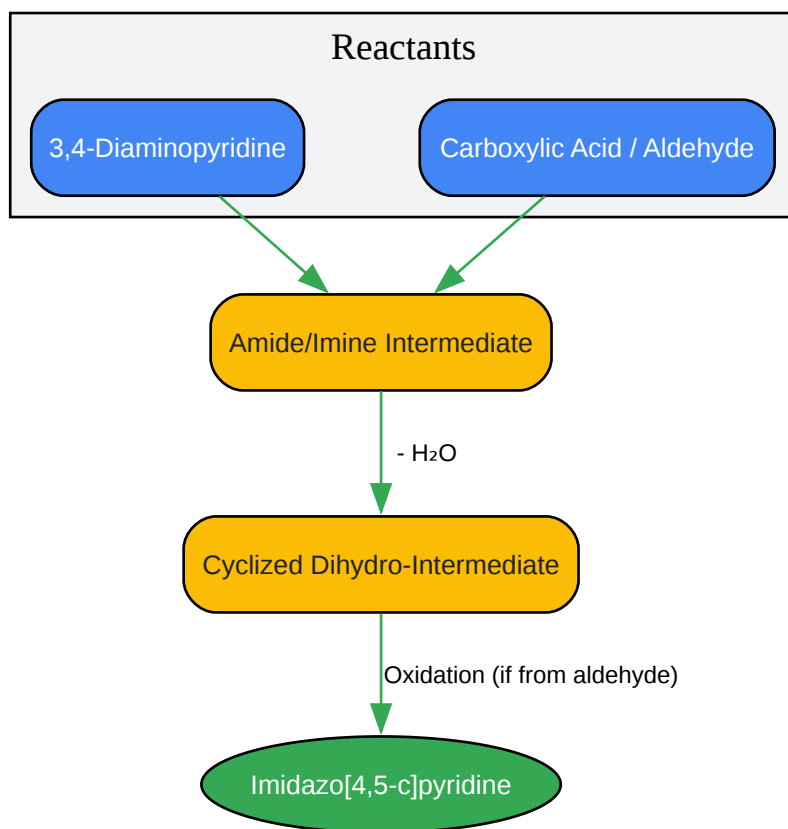 Reactants
3,4-Diaminopyridine
Carboxylic Acid / Aldehyde
Amide/Imine Intermediate
- H₂O
Cyclized Dihydro-Intermediate
Oxidation (if from aldehyde)
Imidazo[4,5-c]pyridine